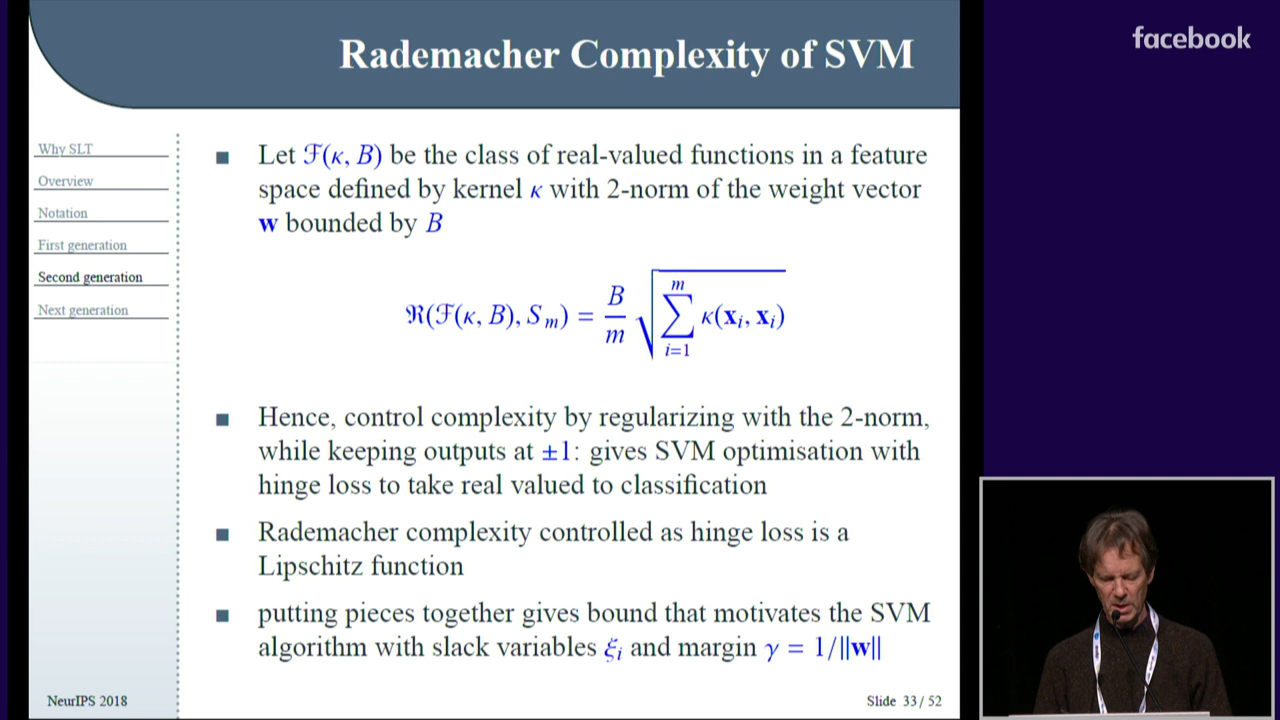 Rademacher Complexity of SVM
facebook
Why SLT
Overview
Notation
First generation
Second generation
Next generation
■ Let ℱ(κ, B) be the class of real-valued functions in a feature
space defined by kernel κ with 2-norm of the weight vector
w bounded by B
ℜ(ℱ(κ, B), S_m) = B/m √(∑_{i=1}^{m} κ(x_i, x_i))
■ Hence, control complexity by regularizing with the 2-norm,
while keeping outputs at ±1: gives SVM optimisation with
hinge loss to take real valued to classification
■ Rademacher complexity controlled as hinge loss is a
Lipschitz function
■ putting pieces together gives bound that motivates the SVM
algorithm with slack variables ξ_i and margin γ = 1/||w||
NeurIPS 2018
Slide 33 / 52